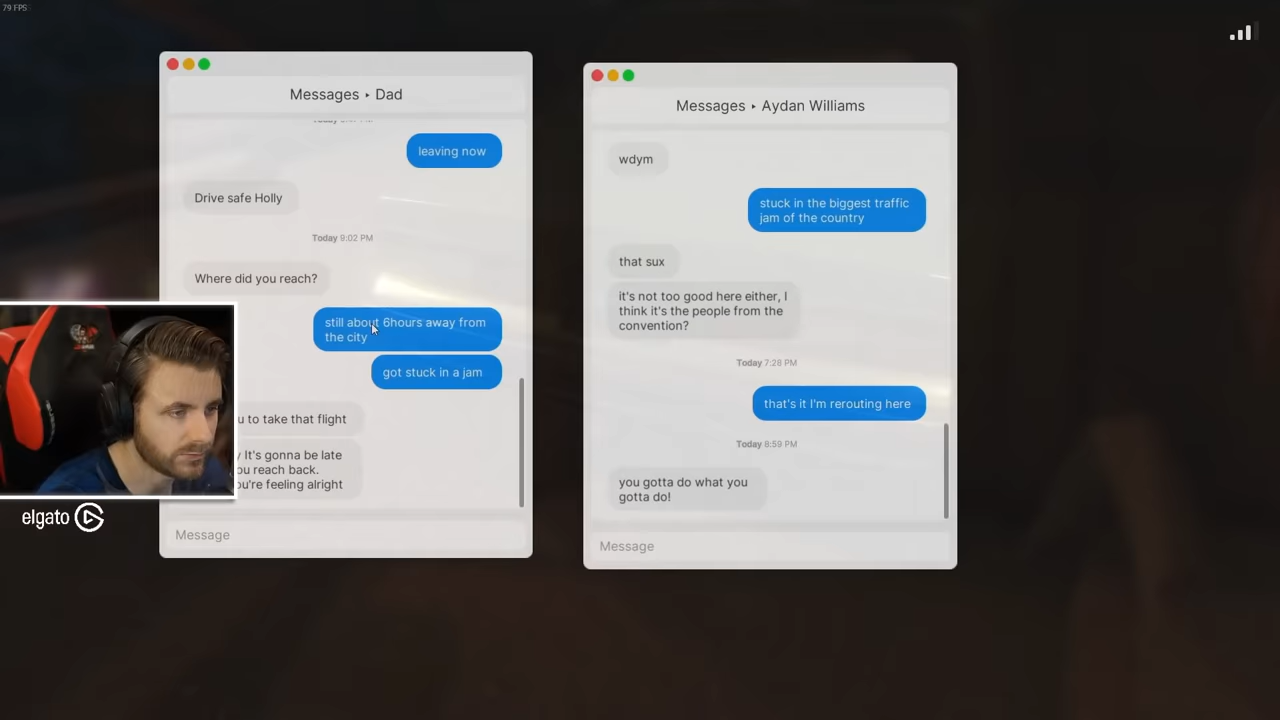 79 FPS
Messages ▸ Dad
leaving now
Drive safe Holly
Today 9:02 PM
Where did you reach?
still about 6hours away from
the city
got stuck in a jam
to take that flight
It's gonna be late
reach back.
you're feeling alright
Message
Messages ▸ Aydan Williams
wdym
stuck in the biggest traffic
jam of the country
that sux
it's not too good here either, I
think it's the people from the
convention?
Today 7:28 PM
that's it I'm rerouting here
Today 8:59 PM
you gotta do what you
gotta do!
Message
elgato